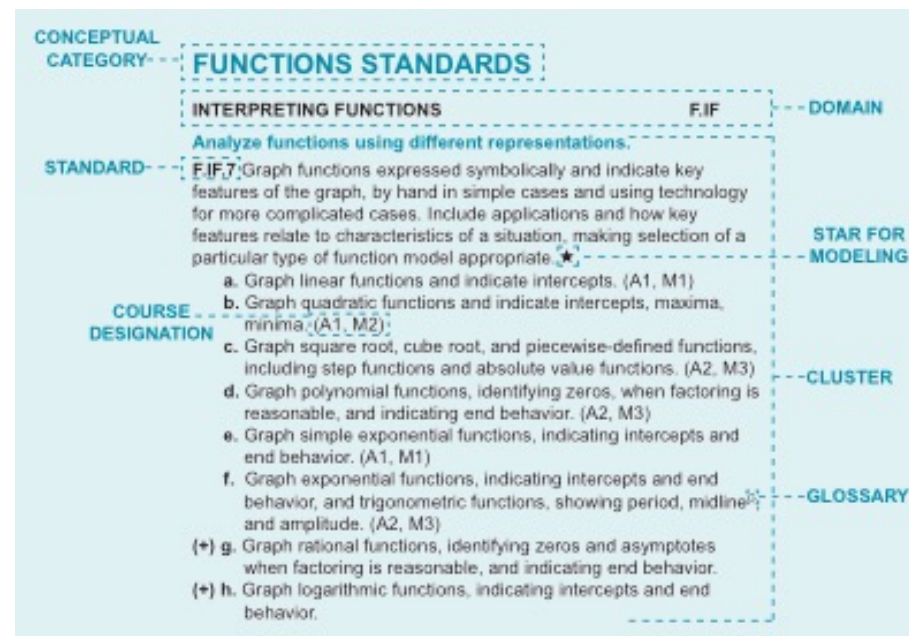 CONCEPTUAL
CATEGORY
FUNCTIONS STANDARDS
INTERPRETING FUNCTIONS F.IF
DOMAIN
Analyze functions using different representations.
STANDARD
F.IF.7 Graph functions expressed symbolically and indicate key
features of the graph, by hand in simple cases and using technology
for more complicated cases. Include applications and how key
features relate to characteristics of a situation, making selection of a
particular type of function model appropriate. ★
STAR FOR
MODELING
a. Graph linear functions and indicate intercepts. (A1, M1)
b. Graph quadratic functions and indicate intercepts, maxima,
minima. (A1, M2)
COURSE
DESIGNATION
c. Graph square root, cube root, and piecewise-defined functions,
including step functions and absolute value functions. (A2, M3)
CLUSTER
d. Graph polynomial functions, identifying zeros, when factoring is
reasonable, and indicating end behavior. (A2, M3)
e. Graph simple exponential functions, indicating intercepts and
end behavior. (A1, M1)
f. Graph exponential functions, indicating intercepts and end
behavior, and trigonometric functions, showing period, midline
and amplitude. (A2, M3)
GLOSSARY
(+) g. Graph rational functions, identifying zeros and asymptotes
when factoring is reasonable, and indicating end behavior.
(+) h. Graph logarithmic functions, indicating intercepts and end
behavior.